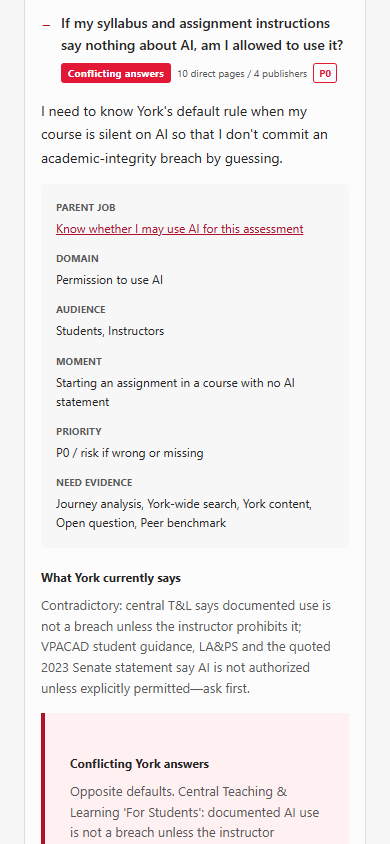 – If my syllabus and assignment instructions
say nothing about AI, am I allowed to use it?
Conflicting answers 10 direct pages / 4 publishers P0
I need to know York's default rule when my
course is silent on AI so that I don't commit an
academic-integrity breach by guessing.
PARENT JOB
Know whether I may use AI for this assessment
DOMAIN
Permission to use AI
AUDIENCE
Students, Instructors
MOMENT
Starting an assignment in a course with no AI
statement
PRIORITY
P0 / risk if wrong or missing
NEED EVIDENCE
Journey analysis, York-wide search, York content,
Open question, Peer benchmark
What York currently says
Contradictory: central T&L says documented use is
not a breach unless the instructor prohibits it;
VPACAD student guidance, LA&PS and the quoted
2023 Senate statement say AI is not authorized
unless explicitly permitted—ask first.
Conflicting York answers
Opposite defaults. Central Teaching &
Learning 'For Students': documented AI use
is not a breach unless the instructor